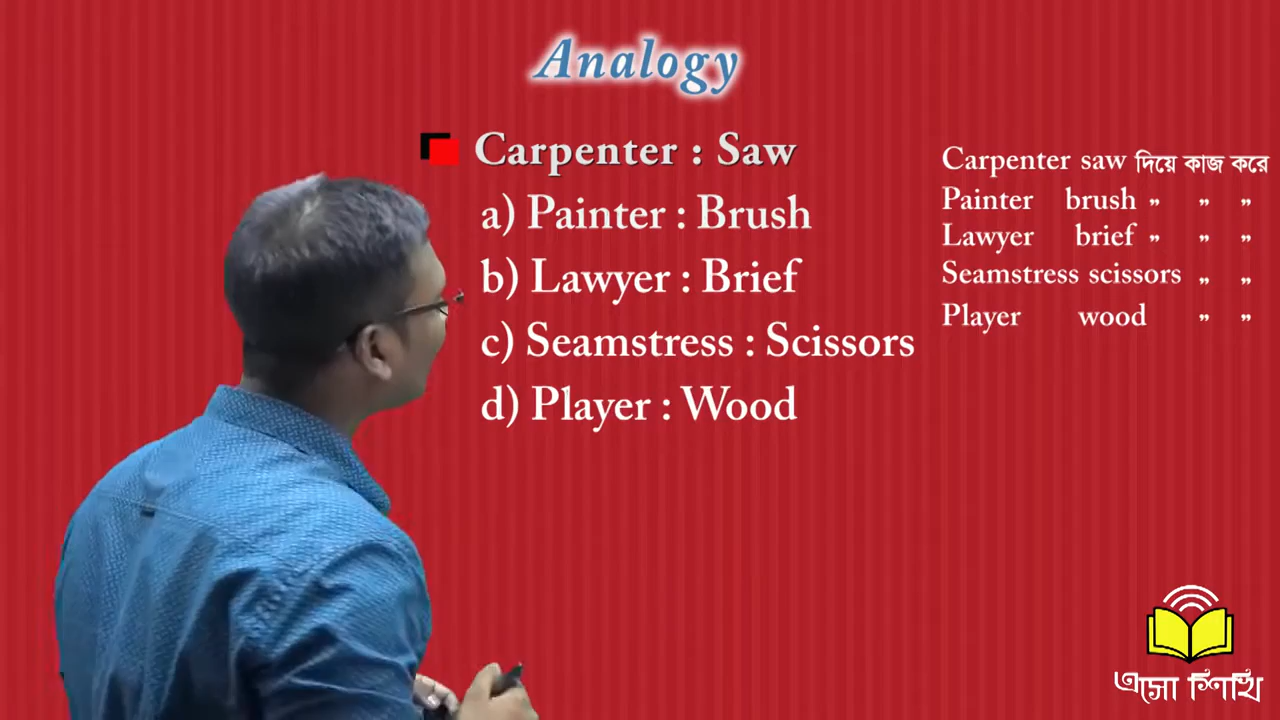 Analogy
Carpenter : Saw
a) Painter : Brush
b) Lawyer : Brief
c) Seamstress : Scissors
d) Player : Wood
Carpenter saw দিয়ে কাজ করে
Painter brush ” ” ”
Lawyer brief ” ” ”
Seamstress scissors ” ”
Player wood ” ”
এসো শিখি